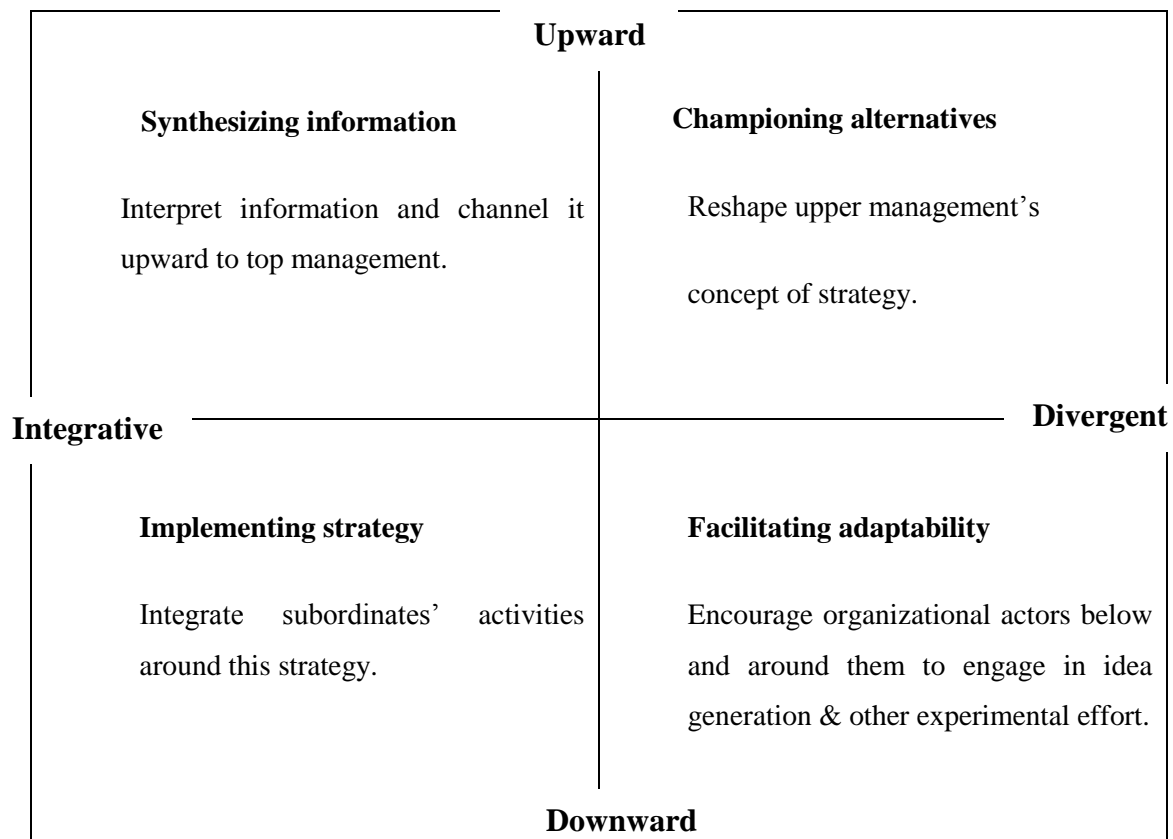 Upward
Synthesizing information
Interpret information and channel it
upward to top management.
Championing alternatives
Reshape upper management’s
concept of strategy.
Integrative
Divergent
Implementing strategy
Integrate subordinates’ activities
around this strategy.
Facilitating adaptability
Encourage organizational actors below
and around them to engage in idea
generation & other experimental effort.
Downward